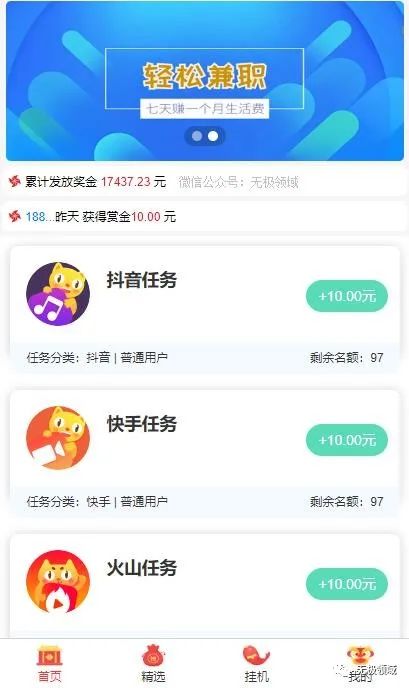 轻松兼职
七天赚一个月生活费
累计发放奖金 17437.23 元 微信公众号：无极领域
188...昨天 获得赏金10.00 元
抖音任务
+10.00元
任务分类：抖音 | 普通用户 剩余名额：97
快手任务
+10.00元
任务分类：快手 | 普通用户 剩余名额：97
火山任务
+10.00元
首页 精选 挂机 我的
无极领域